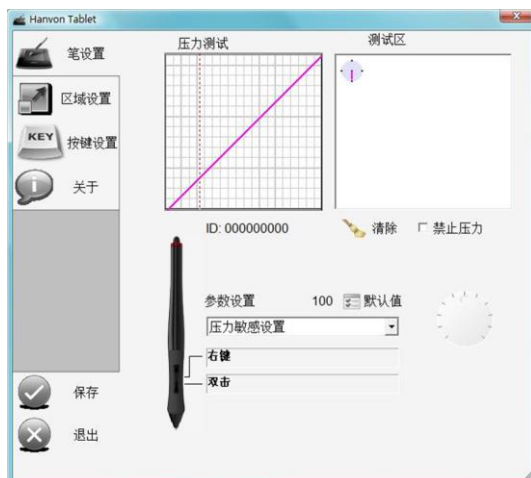 Hanvon Tablet
笔设置
区域设置
KEY
按键设置
关于
保存
退出
压力测试
测试区
ID: 000000000
清除
禁止压力
参数设置
100
默认值
压力敏感设置
右键
双击